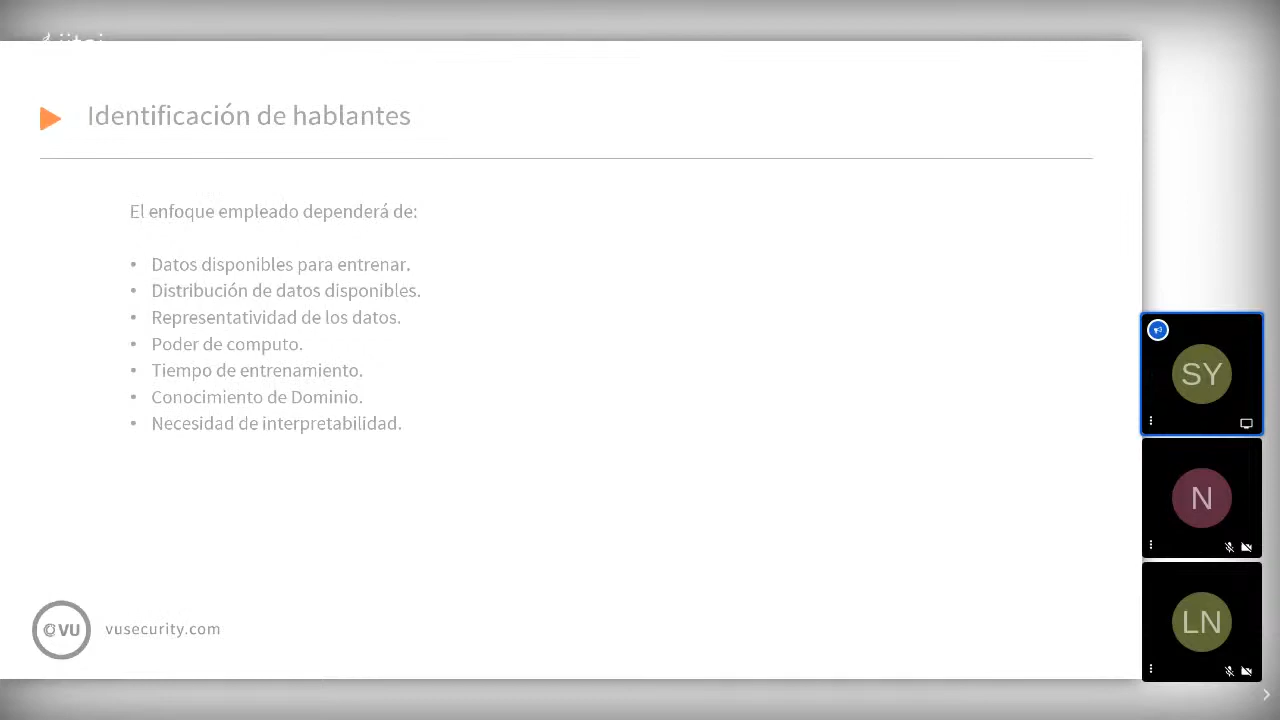 Identificación de hablantes
El enfoque empleado dependerá de:
• Datos disponibles para entrenar.
• Distribución de datos disponibles.
• Representatividad de los datos.
• Poder de computo.
• Tiempo de entrenamiento.
• Conocimiento de Dominio.
• Necesidad de interpretabilidad.
VU
vusecurity.com
SY
N
LN